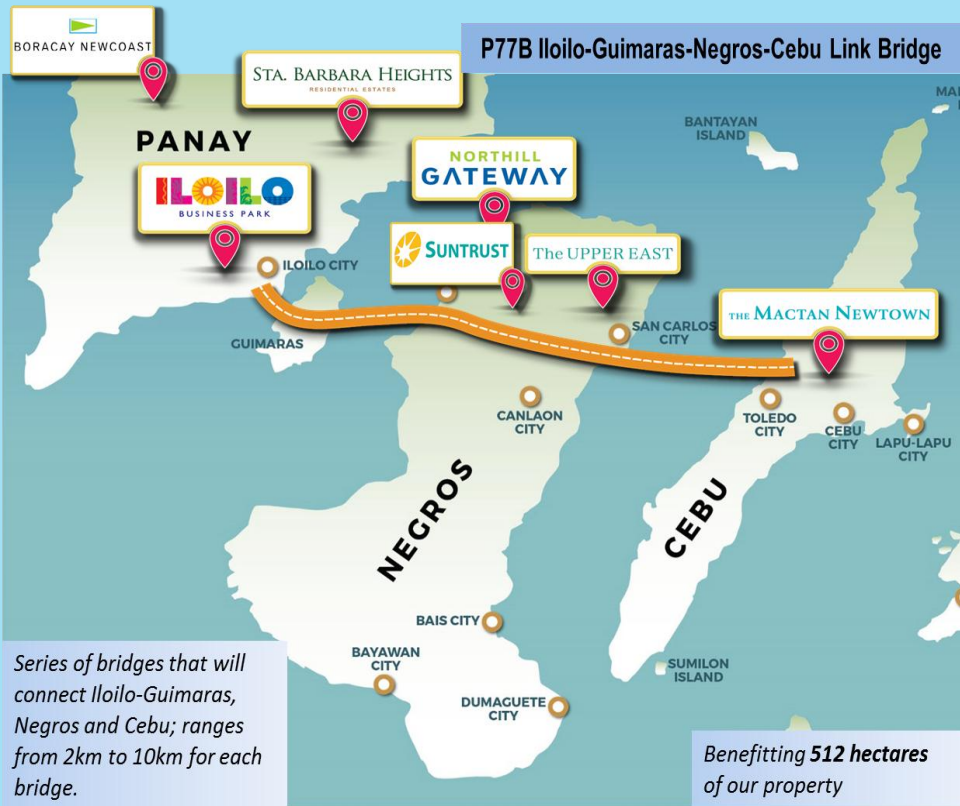 BORACAY NEWCOAST
P77B Iloilo-Guimaras-Negros-Cebu Link Bridge
STA. BARBARA HEIGHTS
RESIDENTIAL ESTATES
BANTAYAN
ISLAND
PANAY
NORTHILL
GATEWAY
ILOILO
BUSINESS PARK
SUNTRUST
The UPPER EAST
ILOILO CITY
THE MACTAN NEWTOWN
GUIMARAS
SAN CARLOS
CITY
CANLAON
CITY
TOLEDO
CITY
CEBU
CITY
LAPU-LAPU
CITY
NEGROS
CEBU
BAIS CITY
BAYAWAN
CITY
SUMILON
ISLAND
DUMAGUETE
CITY
Series of bridges that will
connect Iloilo-Guimaras,
Negros and Cebu; ranges
from 2km to 10km for each
bridge.
Benefitting 512 hectares
of our property